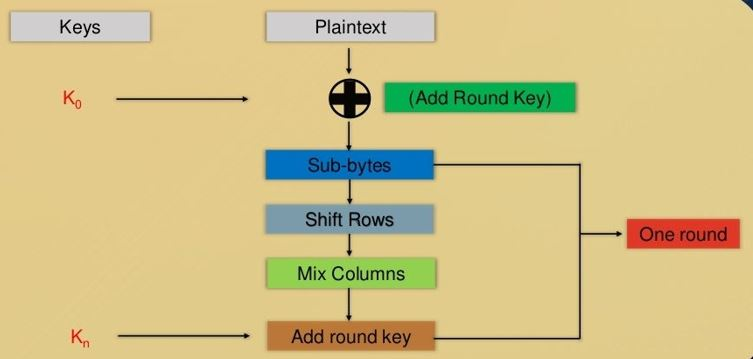 Keys
Plaintext
K₀
(Add Round Key)
Sub-bytes
Shift Rows
One round
Mix Columns
Kₙ
Add round key